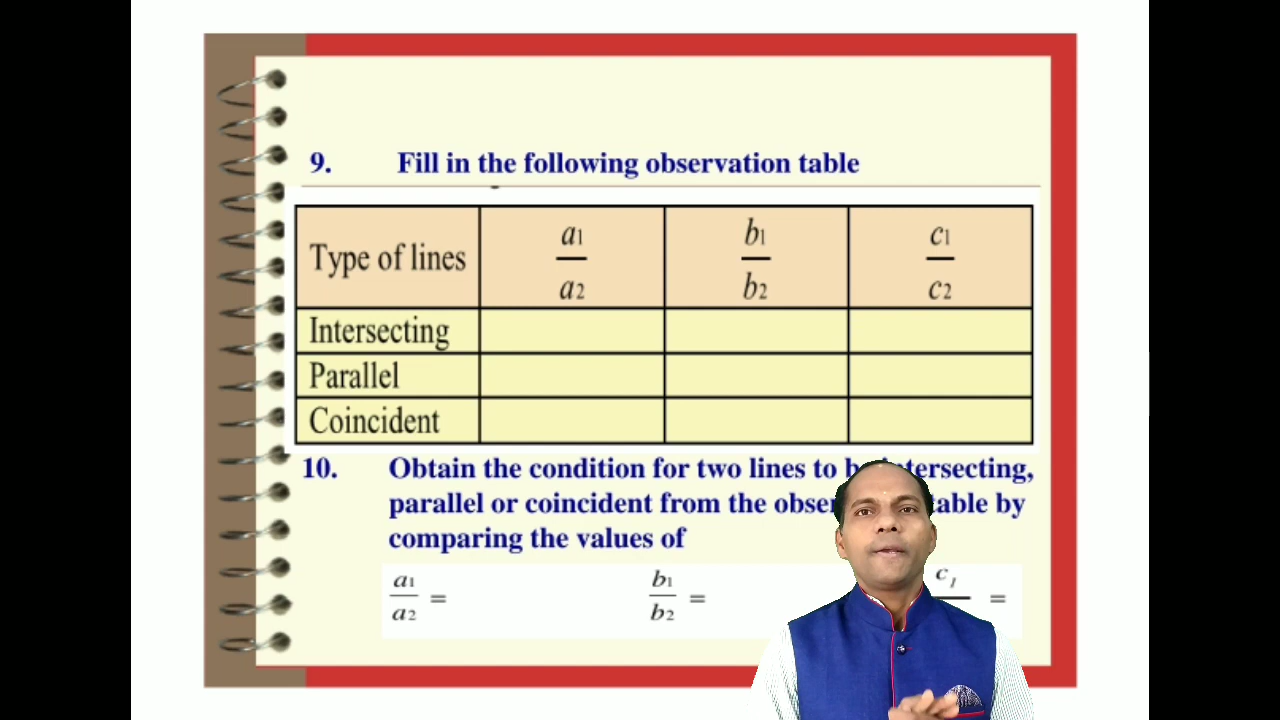 9. Fill in the following observation table
Type of lines a1/a2 b1/b2 c1/c2
Intersecting
Parallel
Coincident
10. Obtain the condition for two lines to be intersecting,
parallel or coincident from the table by
comparing the values of
a1/a2 = b1/b2 = c1 =